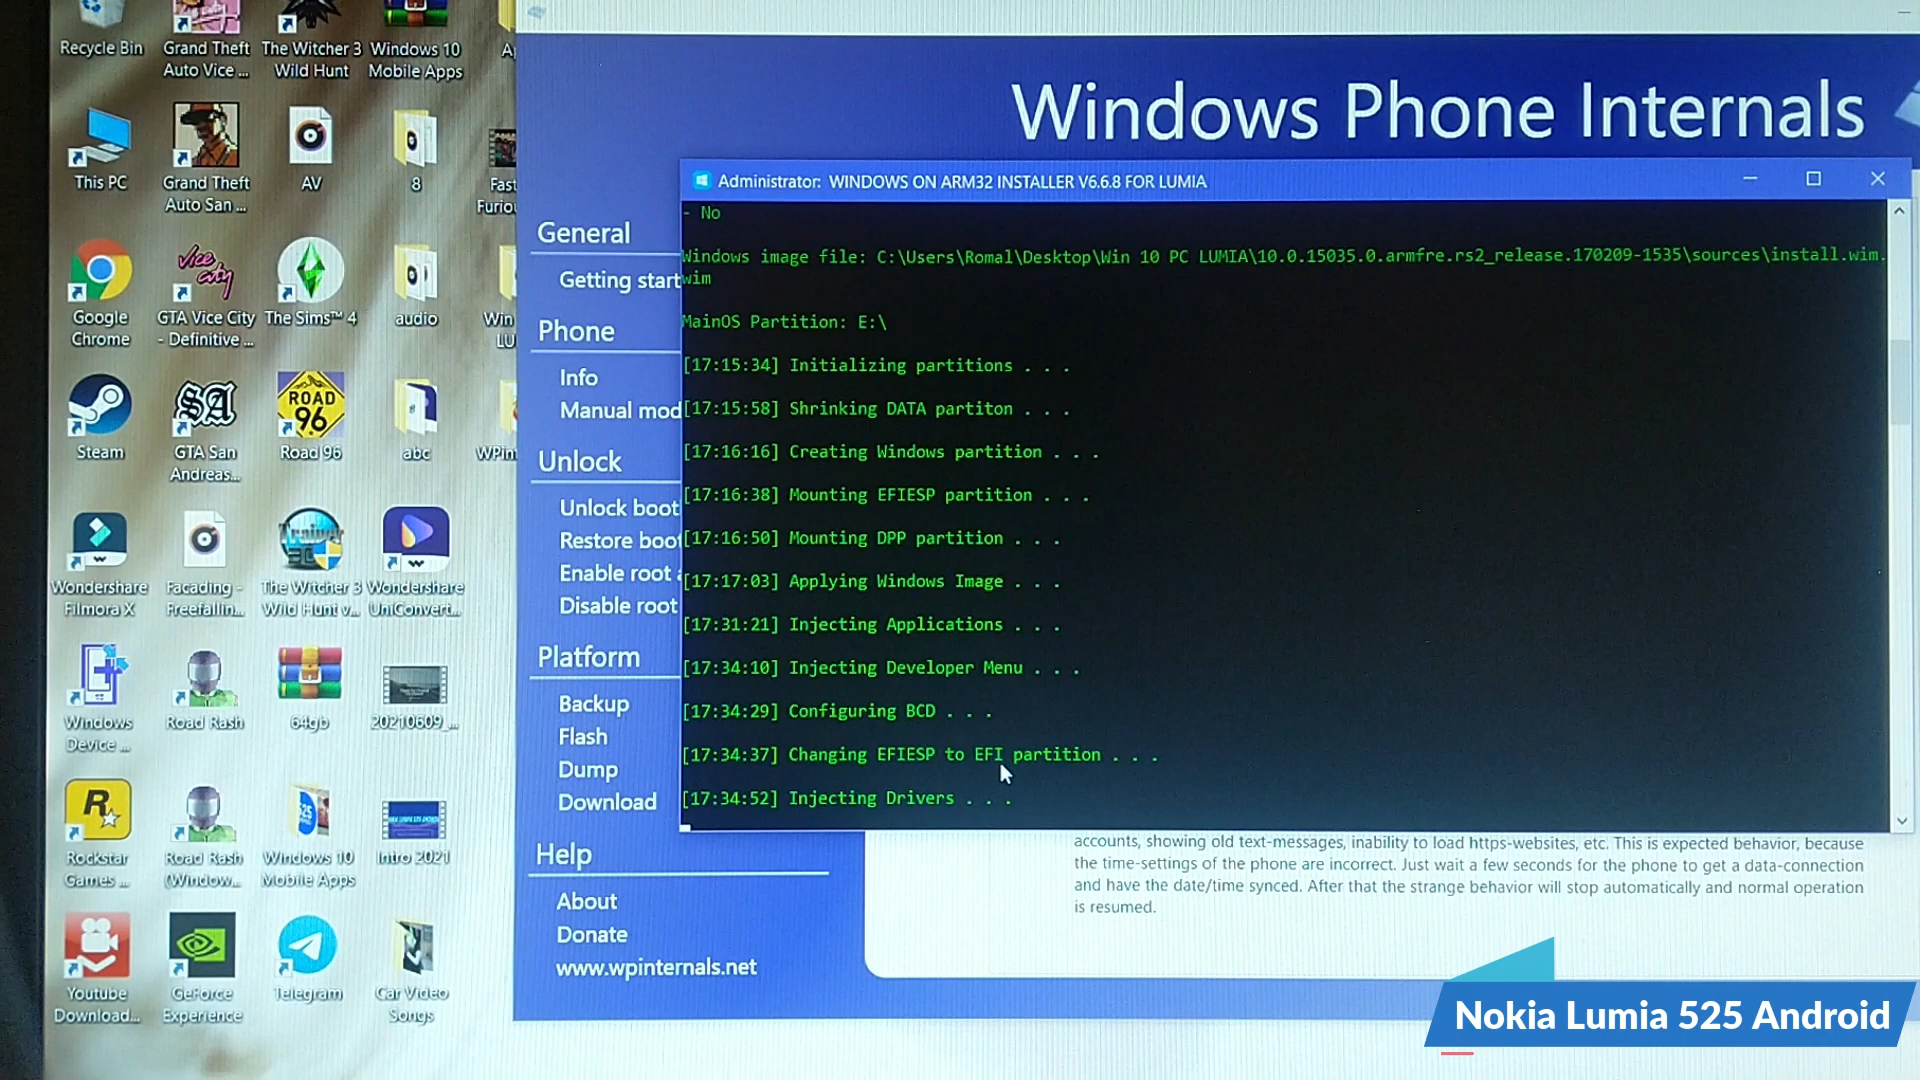 Recycle Bin
Grand Theft
Auto Vice ...
The Witcher 3
Wild Hunt
Windows 10
Mobile Apps
This PC
Grand Theft
Auto San ...
AV
8
Fast
Furiou
Google
Chrome
GTA Vice City
- Definitive ...
The Sims™ 4
audio
Win
LU
Steam
GTA San
Andreas...
Road 96
abc
WPint
Wondershare
Filmora X
Facading -
Freefallin...
The Witcher 3
Wild Hunt v...
Wondershare
UniConvert...
Windows
Device ...
Road Rash
64gb
20210609_...
Rockstar
Games ...
Road Rash
(Window...
Windows 10
Mobile Apps
Intro 2021
Youtube
Download...
GeForce
Experience
Telegram
Car Video
Songs
ROAD
96
Windows Phone Internals
General
Getting start
Phone
Info
Manual mod
Unlock
Unlock boot
Restore boo
Enable root a
Disable root
Platform
Backup
Flash
Dump
Download
Help
About
Donate
www.wpinternals.net
Administrator: WINDOWS ON ARM32 INSTALLER V6.6.8 FOR LUMIA
- No
Windows image file: C:\Users\Romal\Desktop\Win 10 PC LUMIA\10.0.15035.0.armfre.rs2_release.170209-1535\sources\install.wim.
wim
MainOS Partition: E:\
[17:15:34] Initializing partitions . . .
[17:15:58] Shrinking DATA partiton . . .
[17:16:16] Creating Windows partition . . .
[17:16:38] Mounting EFIESP partition . . .
[17:16:50] Mounting DPP partition . . .
[17:17:03] Applying Windows Image . . .
[17:31:21] Injecting Applications . . .
[17:34:10] Injecting Developer Menu . . .
[17:34:29] Configuring BCD . . .
[17:34:37] Changing EFIESP to EFI partition . . .
[17:34:52] Injecting Drivers . . .
accounts, showing old text-messages, inability to load https-websites, etc. This is expected behavior, because
the time-settings of the phone are incorrect. Just wait a few seconds for the phone to get a data-connection
and have the date/time synced. After that the strange behavior will stop automatically and normal operation
is resumed.
Nokia Lumia 525 Android